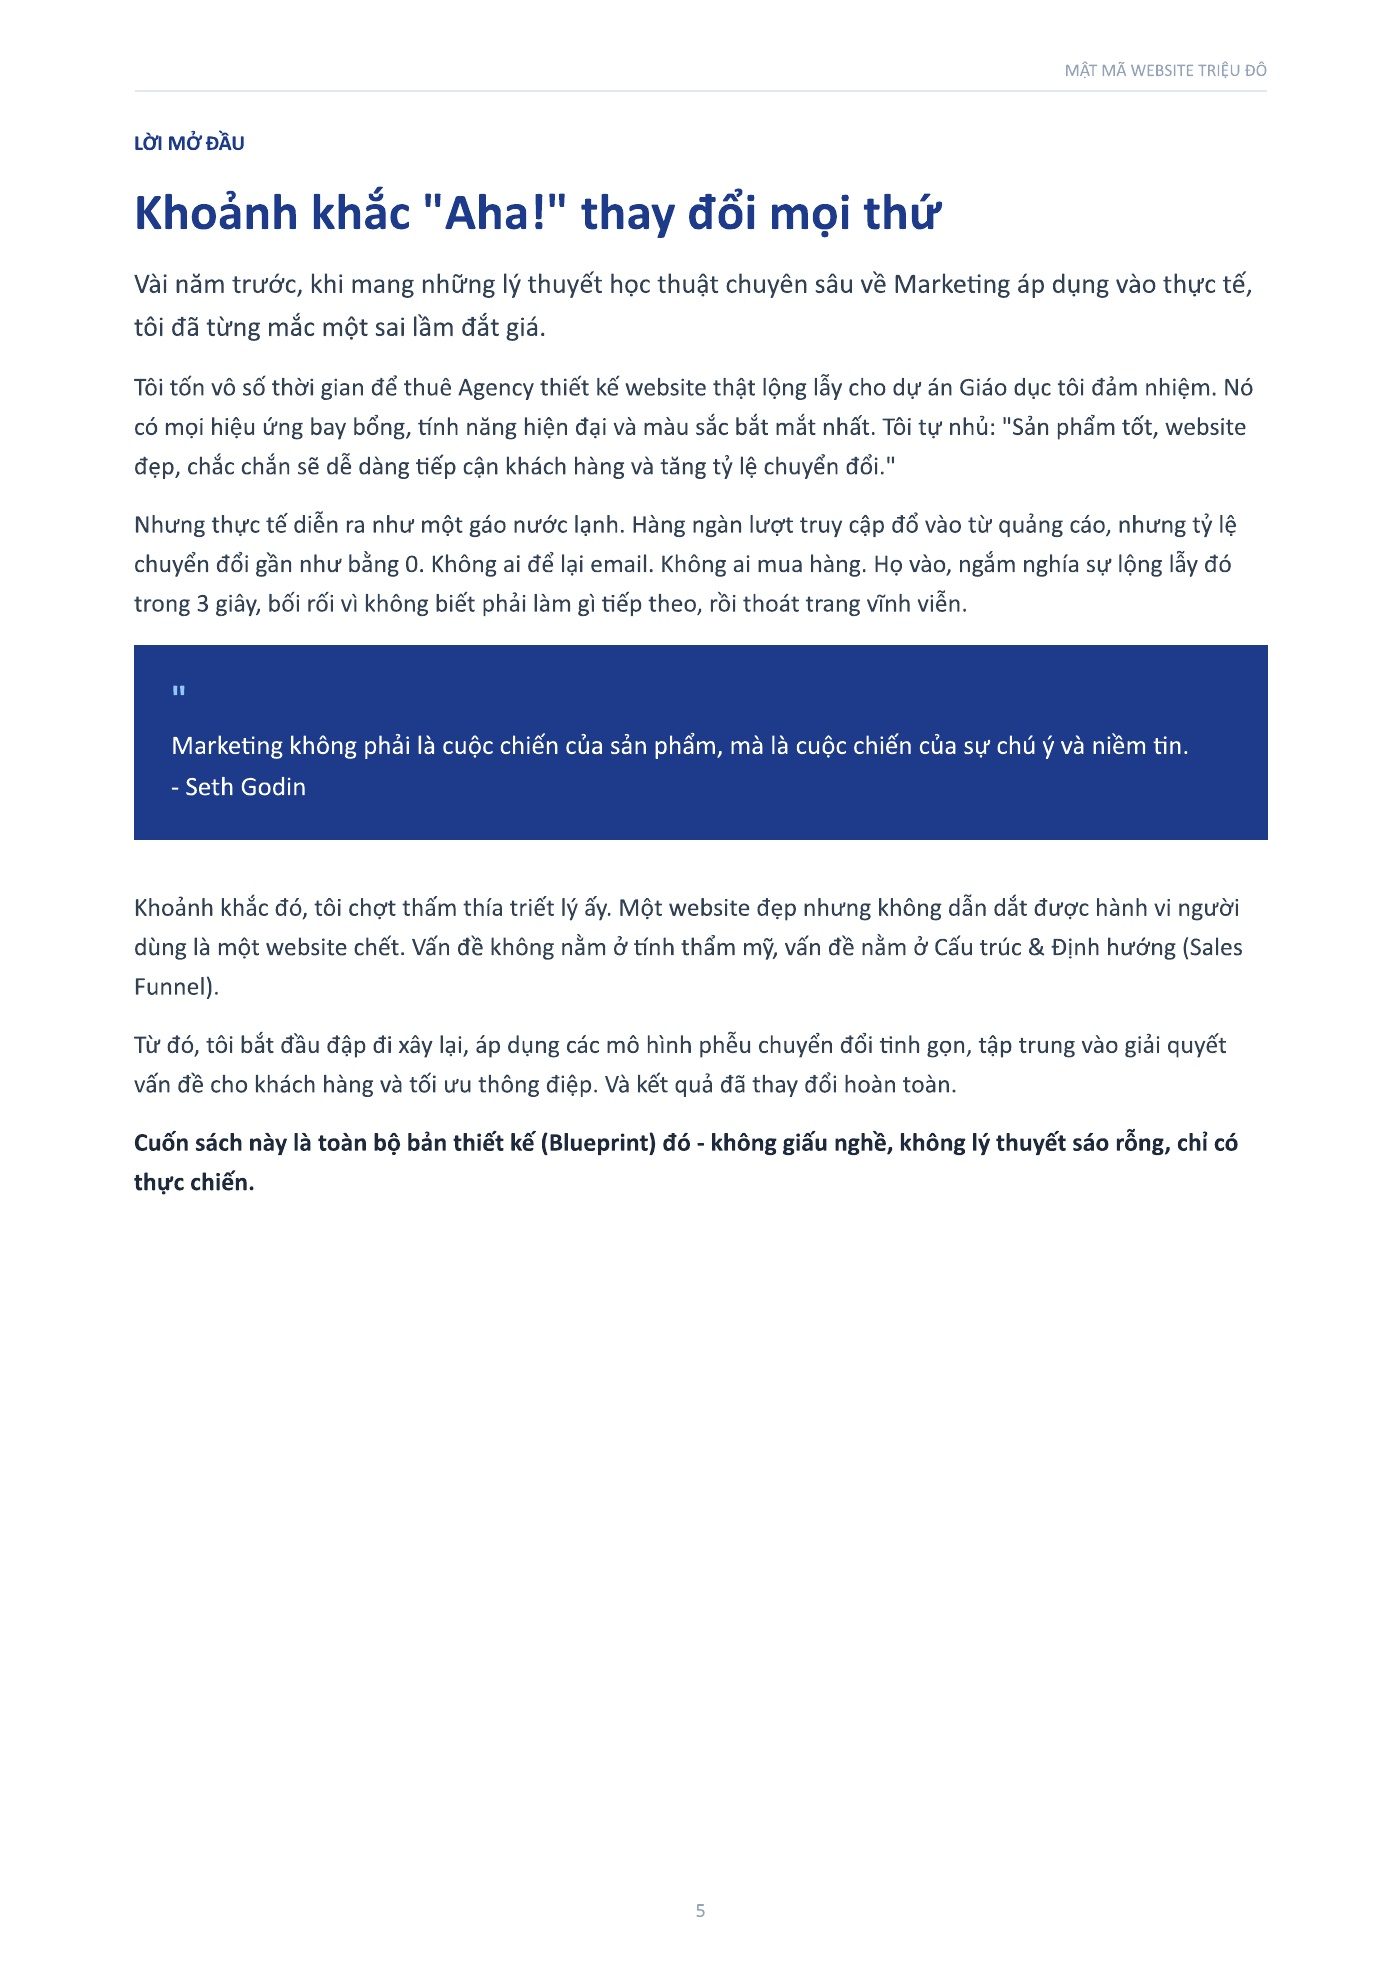 MẬT MÃ WEBSITE TRIỆU ĐÔ
LỜI MỞ ĐẦU
Khoảnh khắc "Aha!" thay đổi mọi thứ
Vài năm trước, khi mang những lý thuyết học thuật chuyên sâu về Marketing áp dụng vào thực tế,
tôi đã từng mắc một sai lầm đắt giá.
Tôi tốn vô số thời gian để thuê Agency thiết kế website thật lộng lẫy cho dự án Giáo dục tôi đảm nhiệm. Nó
có mọi hiệu ứng bay bổng, tính năng hiện đại và màu sắc bắt mắt nhất. Tôi tự nhủ: "Sản phẩm tốt, website
đẹp, chắc chắn sẽ dễ dàng tiếp cận khách hàng và tăng tỷ lệ chuyển đổi."
Nhưng thực tế diễn ra như một gáo nước lạnh. Hàng ngàn lượt truy cập đổ vào từ quảng cáo, nhưng tỷ lệ
chuyển đổi gần như bằng 0. Không ai để lại email. Không ai mua hàng. Họ vào, ngắm nghía sự lộng lẫy đó
trong 3 giây, bối rối vì không biết phải làm gì tiếp theo, rồi thoát trang vĩnh viễn.
"
Marketing không phải là cuộc chiến của sản phẩm, mà là cuộc chiến của sự chú ý và niềm tin.
- Seth Godin
Khoảnh khắc đó, tôi chợt thấm thía triết lý ấy. Một website đẹp nhưng không dẫn dắt được hành vi người
dùng là một website chết. Vấn đề không nằm ở tính thẩm mỹ, vấn đề nằm ở Cấu trúc & Định hướng (Sales
Funnel).
Từ đó, tôi bắt đầu đập đi xây lại, áp dụng các mô hình phễu chuyển đổi tinh gọn, tập trung vào giải quyết
vấn đề cho khách hàng và tối ưu thông điệp. Và kết quả đã thay đổi hoàn toàn.
Cuốn sách này là toàn bộ bản thiết kế (Blueprint) đó - không giấu nghề, không lý thuyết sáo rỗng, chỉ có
thực chiến.
5